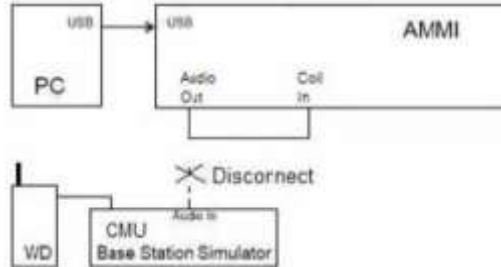 USB
USB
AMMI
PC
Audio
Out
Coil
In
Disconnect
Audio In
CMU
WD
Base Station Simulator